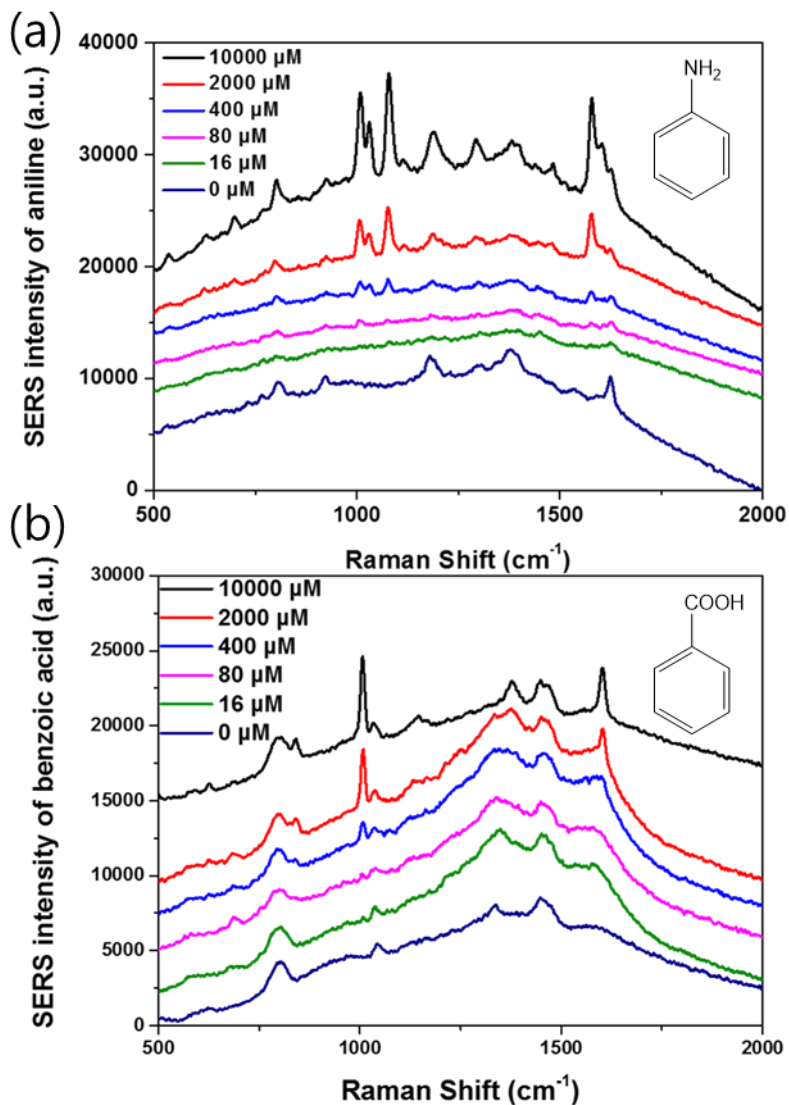 (a)
SERS intensity of aniline (a.u.)
40000
30000
20000
10000
0
10000 µM
2000 µM
400 µM
80 µM
16 µM
0 µM
NH₂
500 1000 1500 2000
Raman Shift (cm⁻¹)
(b)
SERS intensity of benzoic acid (a.u.)
30000
25000
20000
15000
10000
5000
0
10000 µM
2000 µM
400 µM
80 µM
16 µM
0 µM
COOH
500 1000 1500 2000
Raman Shift (cm⁻¹)